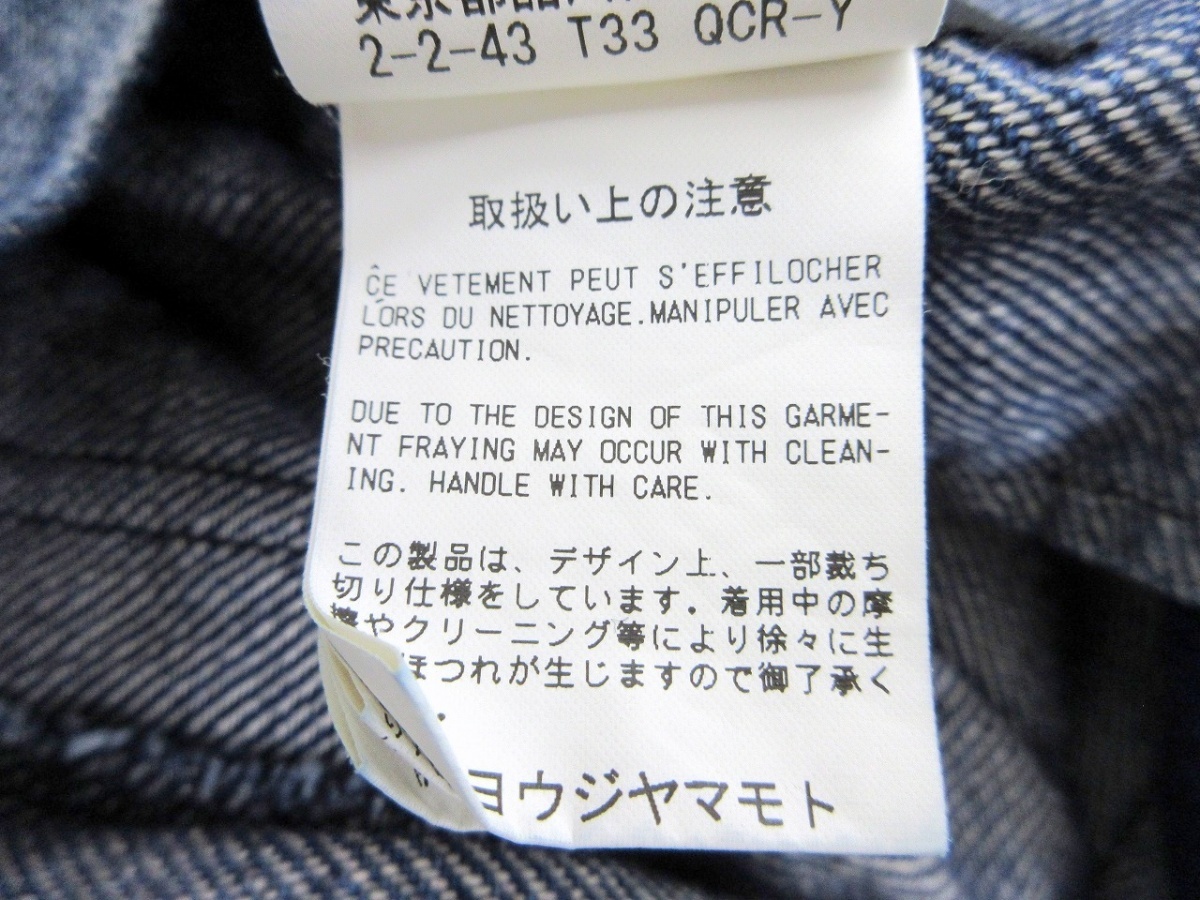 東京都品
2-2-43 T33 QCR-Y
取扱い上の注意
CE VETEMENT PEUT S'EFFILOCHER
LORS DU NETTOYAGE.MANIPULER AVEC
PRECAUTION.
DUE TO THE DESIGN OF THIS GARME-
NT FRAYING MAY OCCUR WITH CLEAN-
ING. HANDLE WITH CARE.
この製品は、デザイン上、一部裁ち
切り仕様をしています.着用中の摩
擦やクリーニング等により徐々に生
ほつれが生じますので御了承く
.
ヨウジヤマモト